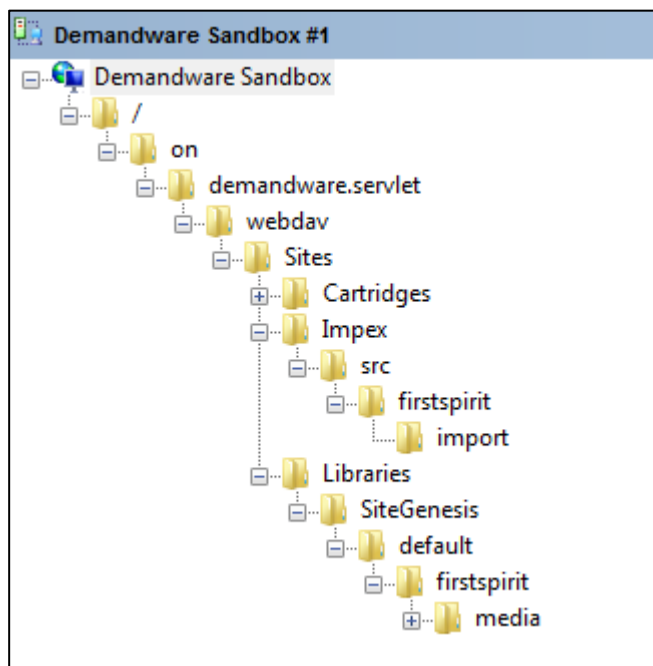 Demandware Sandbox #1
Demandware Sandbox
/
on
demandware.servlet
webdav
Sites
Cartridges
Impex
src
firstspirit
import
Libraries
SiteGenesis
default
firstspirit
media